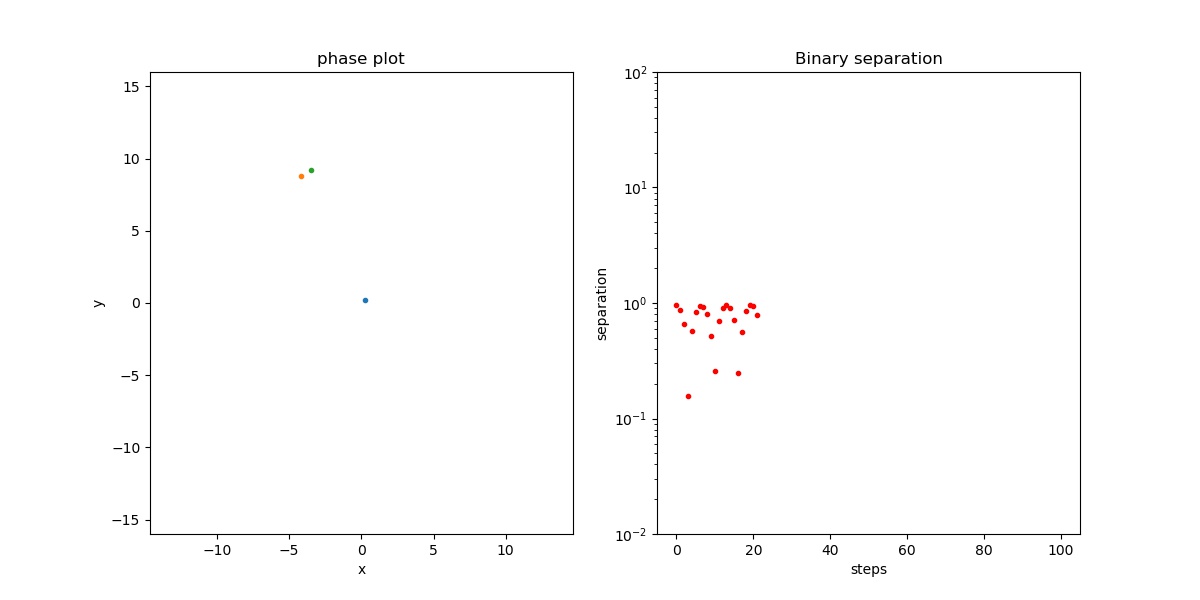 phase plot
15
10
5
0
−5
−10
−15
y
−10 −5 0 5 10
x
Binary separation
10²
10¹
10⁰
10⁻¹
10⁻²
separation
0 20 40 60 80 100
steps